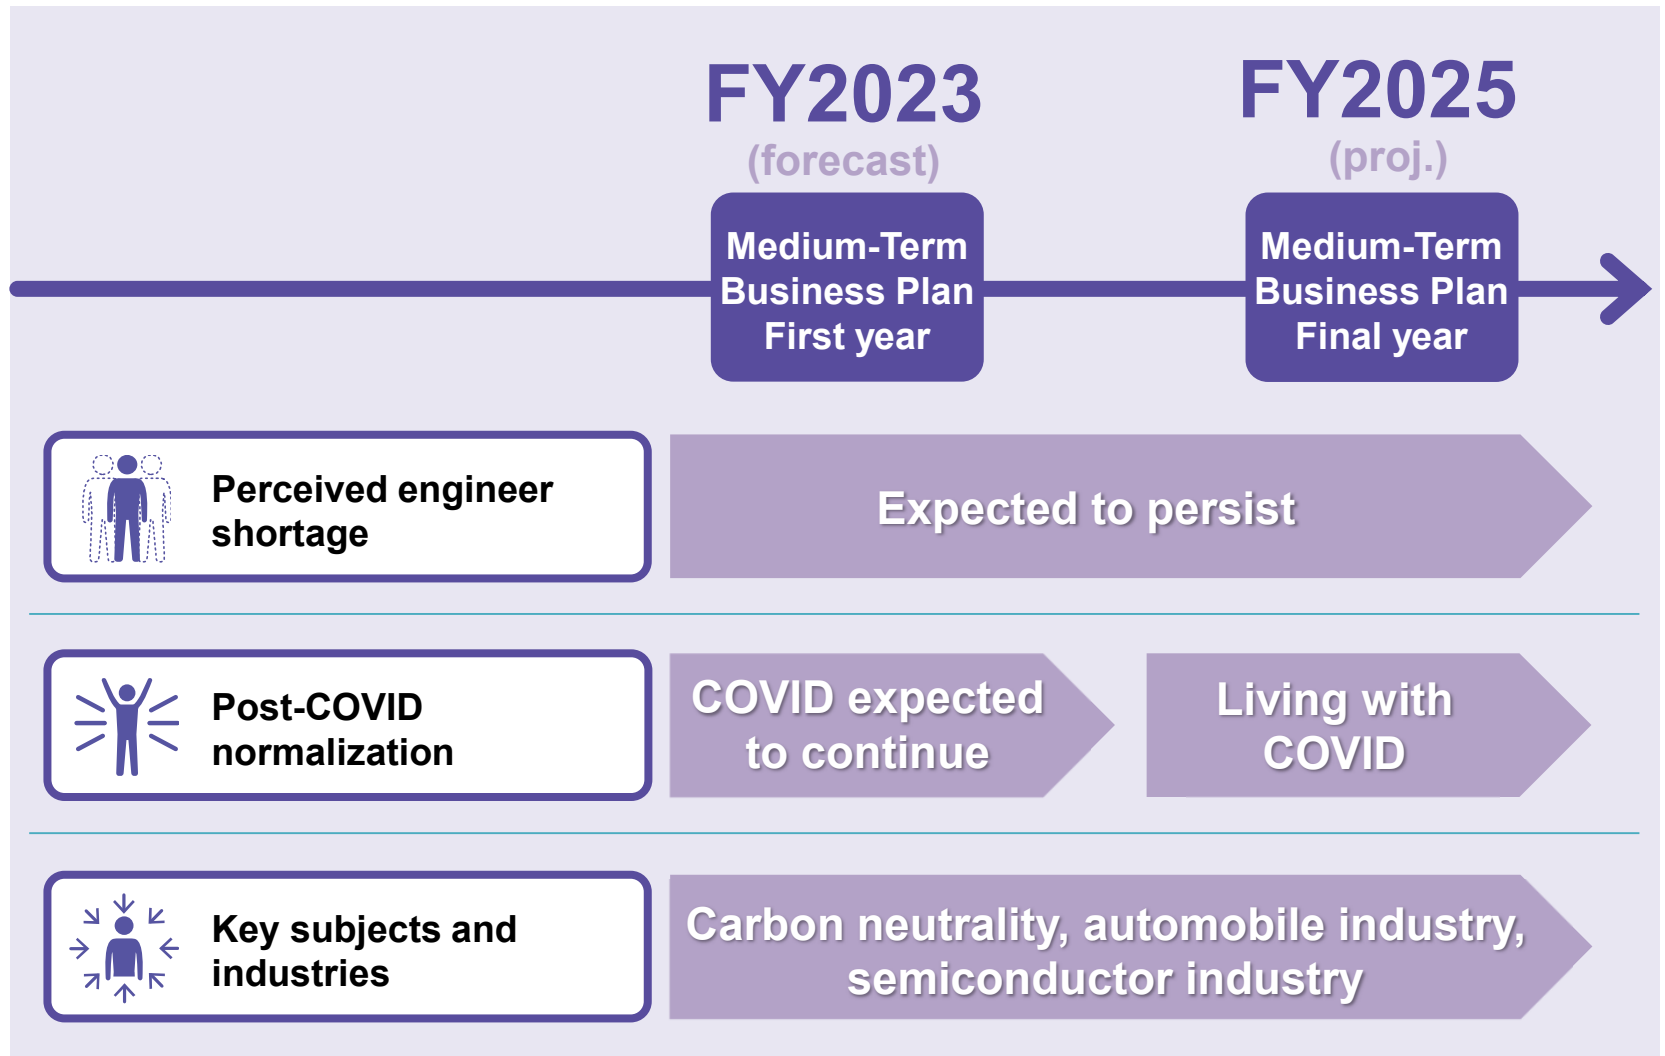 FY2023
(forecast)
FY2025
(proj.)
Medium-Term
Business Plan
First year
Medium-Term
Business Plan
Final year
Perceived engineer
shortage
Expected to persist
Post-COVID
normalization
COVID expected
to continue
Living with
COVID
Key subjects and
industries
Carbon neutrality, automobile industry,
semiconductor industry